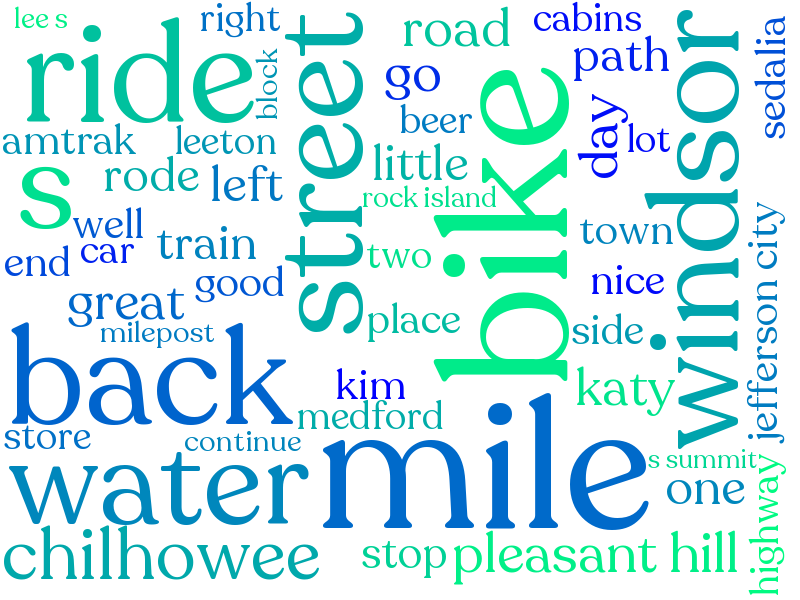 lee s
right
cabins
sedalia
ride
block
street
road
path
windsor
go
beer
bike
day
lot
amtrak
leeton
little
s
rode
left
rock island
well
town
end
car
train
two
jefferson city
good
nice
great
milepost
place
side
back
kim
katy
medford
store
continue
mile
water
s summit
one
highway
chilhowee
stop
pleasant hill